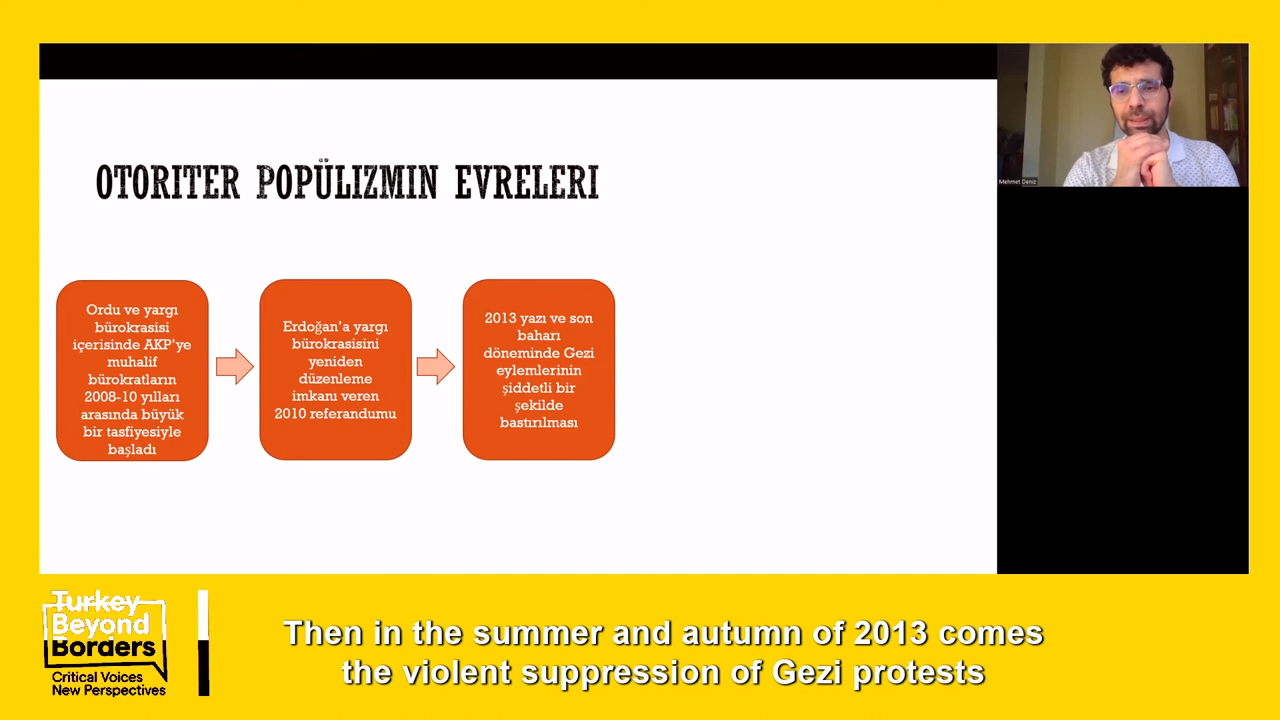 OTORITER POPÜLIZMIN EVRELERI
Ordu ve yargı
bürokrasisi
içerisinde AKP'ye
muhalif
bürokratların
2008-10 yılları
arasında büyük
bir tasfiyesiyle
başladı
Erdoğan'a yargı
bürokrasisini
yeniden
düzenleme
imkanı veren
2010 referandumu
2013 yazı ve son
baharı
döneminde Gezi
eylemlerinin
şiddetli bir
şekilde
bastırılması
Mehmet Deniz
Turkey
Beyond
Borders
Critical Voices
New Perspectives
Then in the summer and autumn of 2013 comes
the violent suppression of Gezi protests